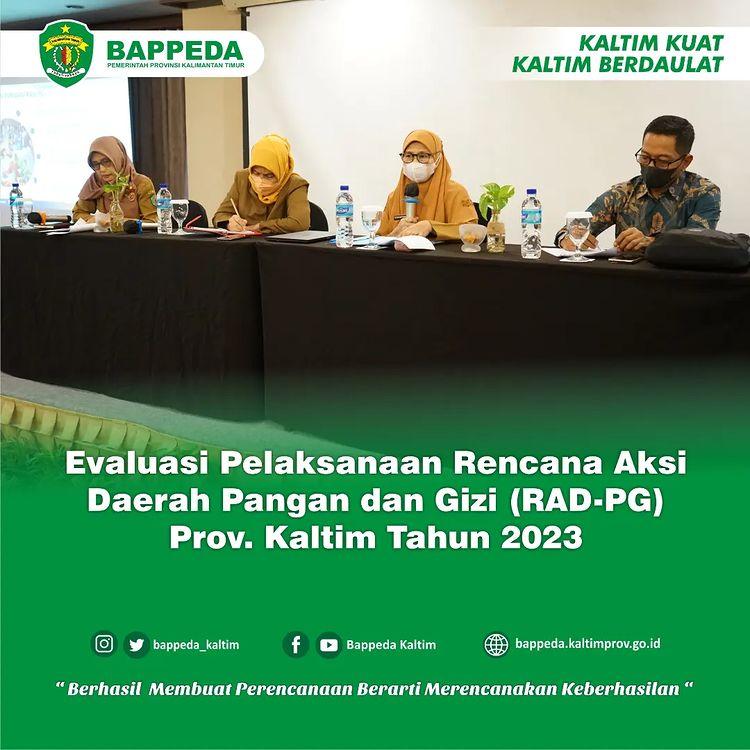 BAPPEDA
PEMERINTAH PROVINSI KALIMANTAN TIMUR
KALTIM KUAT
KALTIM BERDAULAT
Evaluasi Pelaksanaan Rencana Aksi
Daerah Pangan dan Gizi (RAD-PG)
Prov. Kaltim Tahun 2023
bappeda_kaltim
Bappeda Kaltim
bappeda.kaltimprov.go.id
“ Berhasil Membuat Perencanaan Berarti Merencanakan Keberhasilan “